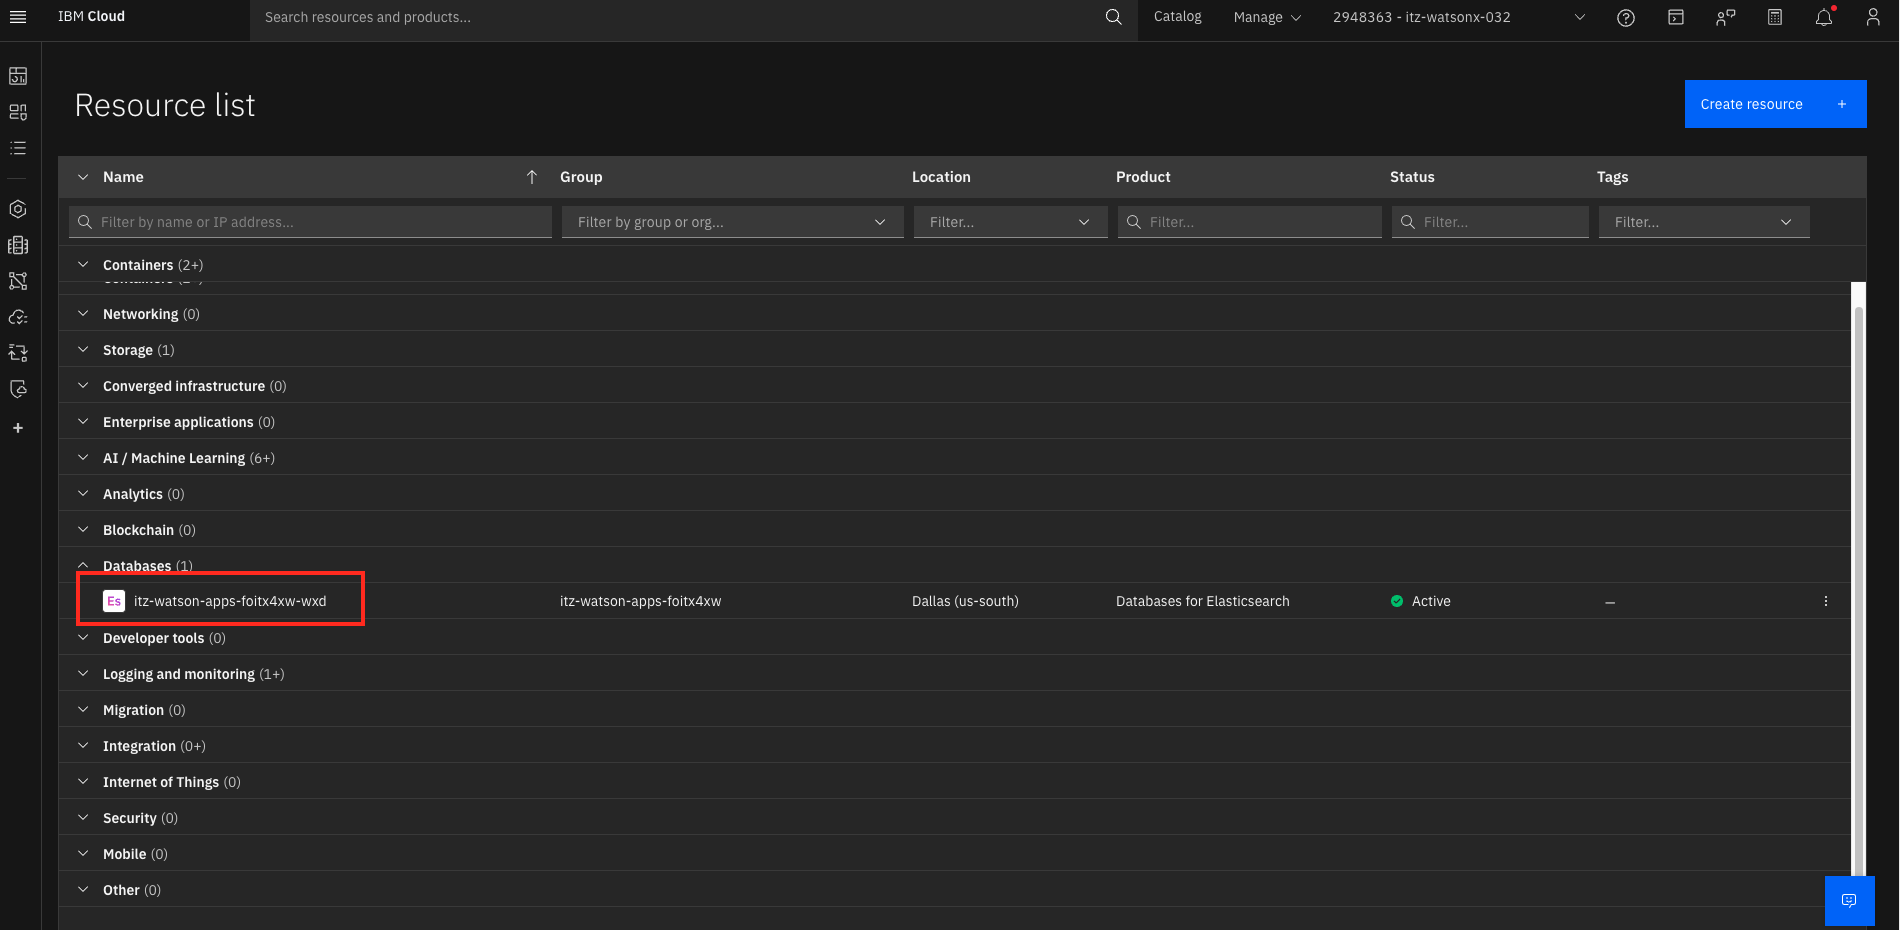 IBM Cloud
Search resources and products...
Catalog
Manage
2948363 - itz-watsonx-032
Resource list
Create resource +
Name Group Location Product Status Tags
Filter by name or IP address... Filter by group or org... Filter... Filter... Filter... Filter...
Containers (2+)
Networking (0)
Storage (1)
Converged infrastructure (0)
Enterprise applications (0)
AI / Machine Learning (6+)
Analytics (0)
Blockchain (0)
Databases (1)
Es itz-watson-apps-foitx4xw-wxd itz-watson-apps-foitx4xw Dallas (us-south) Databases for Elasticsearch Active —
Developer tools (0)
Logging and monitoring (1+)
Migration (0)
Integration (0+)
Internet of Things (0)
Security (0)
Mobile (0)
Other (0)